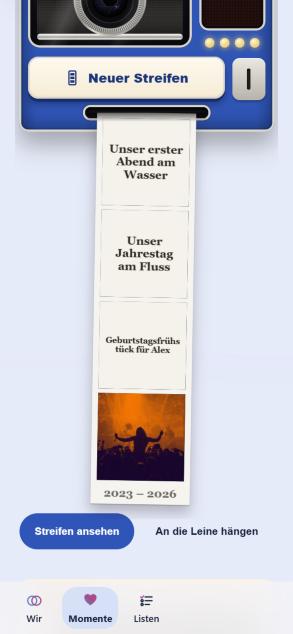 Neuer Streifen
Unser erster
Abend am
Wasser
Unser
Jahrestag
am Fluss
Geburtstagsfrühs
tück für Alex
2023 – 2026
Streifen ansehen
An die Leine hängen
Wir
Momente
Listen